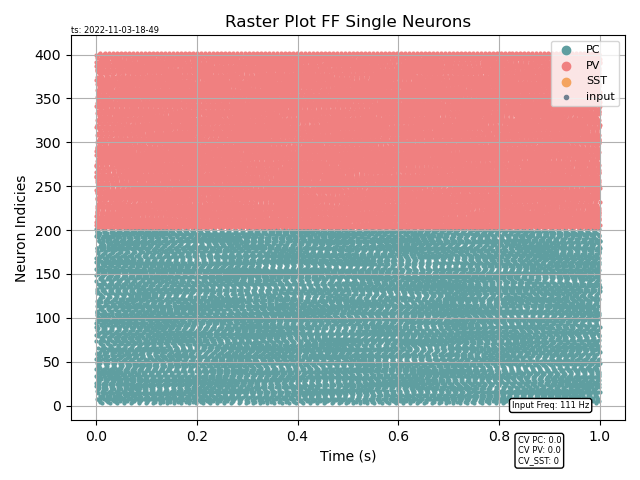 Raster Plot FF Single Neurons
ts: 2022-11-03-18-49
PC
PV
SST
input
400
350
300
250
200
150
100
50
0
Neuron Indicies
Input Freq: 111 Hz
0.0 0.2 0.4 0.6 0.8 1.0
Time (s)
CV PC: 0.0
CV PV: 0.0
CV_SST: 0